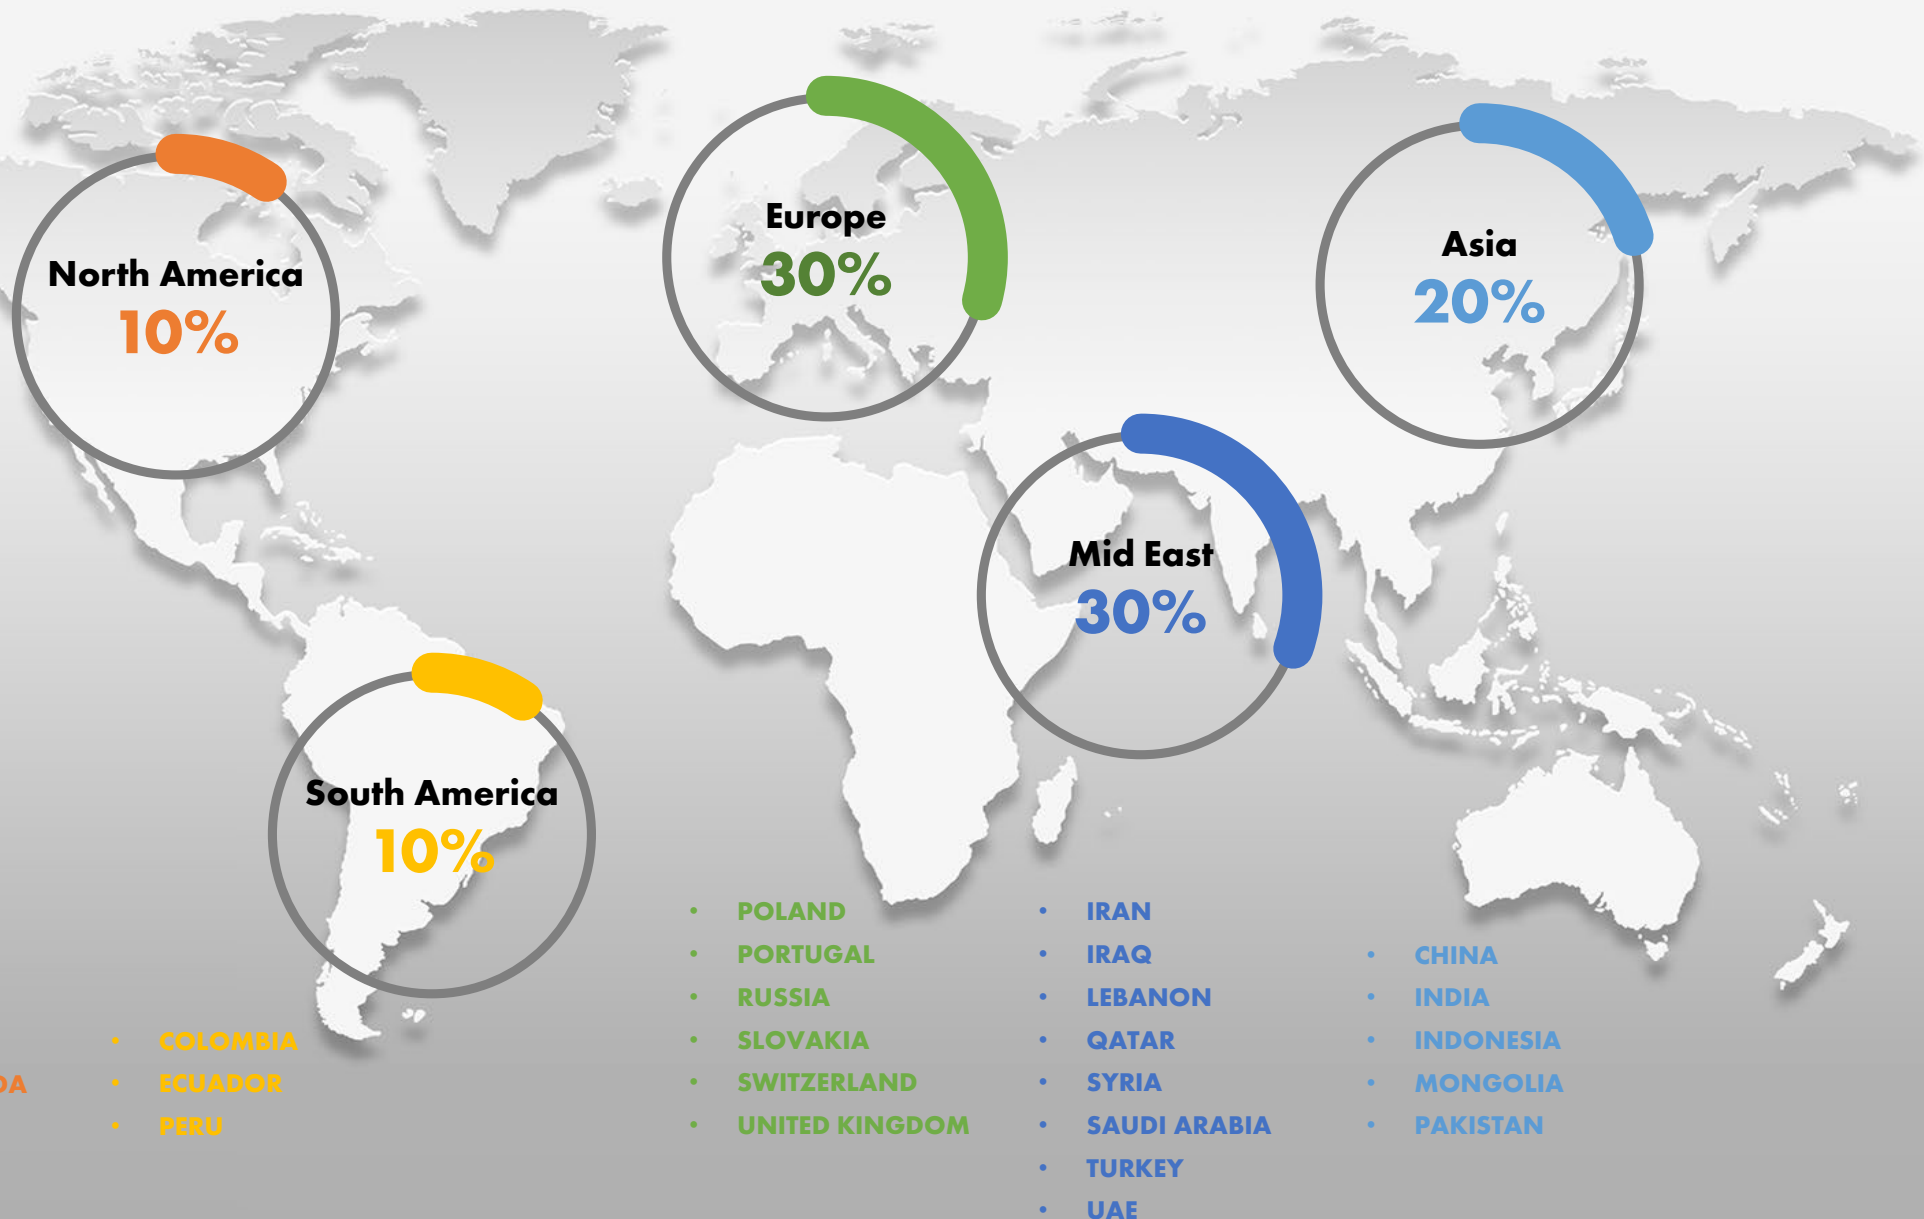 North America
10%
Europe
30%
Asia
20%
Mid East
30%
South America
10%
DA
• COLOMBIA
• ECUADOR
• PERU
• POLAND
• PORTUGAL
• RUSSIA
• SLOVAKIA
• SWITZERLAND
• UNITED KINGDOM
• IRAN
• IRAQ
• LEBANON
• QATAR
• SYRIA
• SAUDI ARABIA
• TURKEY
• UAE
• CHINA
• INDIA
• INDONESIA
• MONGOLIA
• PAKISTAN